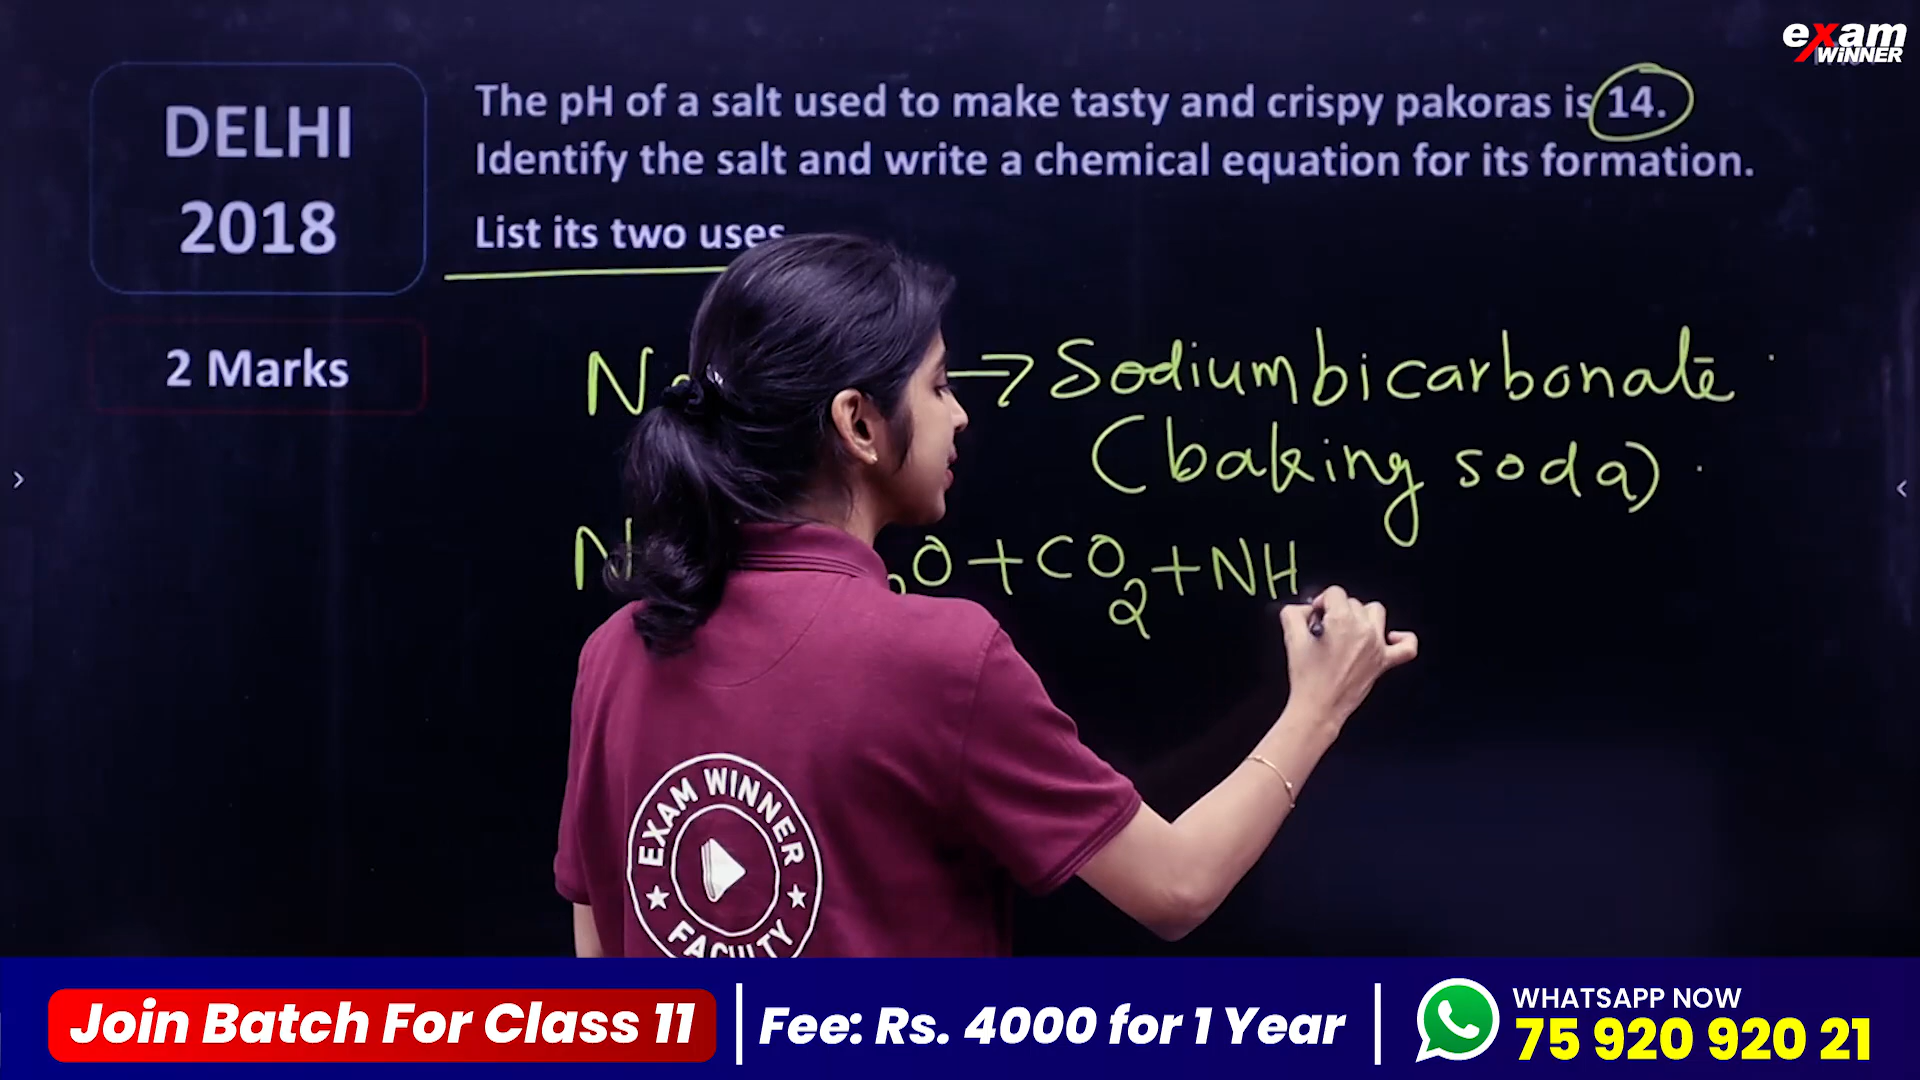 exam
WiNNER
DELHI
2018
2 Marks
The pH of a salt used to make tasty and crispy pakoras is 14.
Identify the salt and write a chemical equation for its formation.
List its two uses
→ Sodium bicarbonate
(baking soda)
O + CO2 + NH
EXAM WINNER
FACULTY
Join Batch For Class 11
Fee: Rs. 4000 for 1 Year
WHATSAPP NOW
75 920 920 21